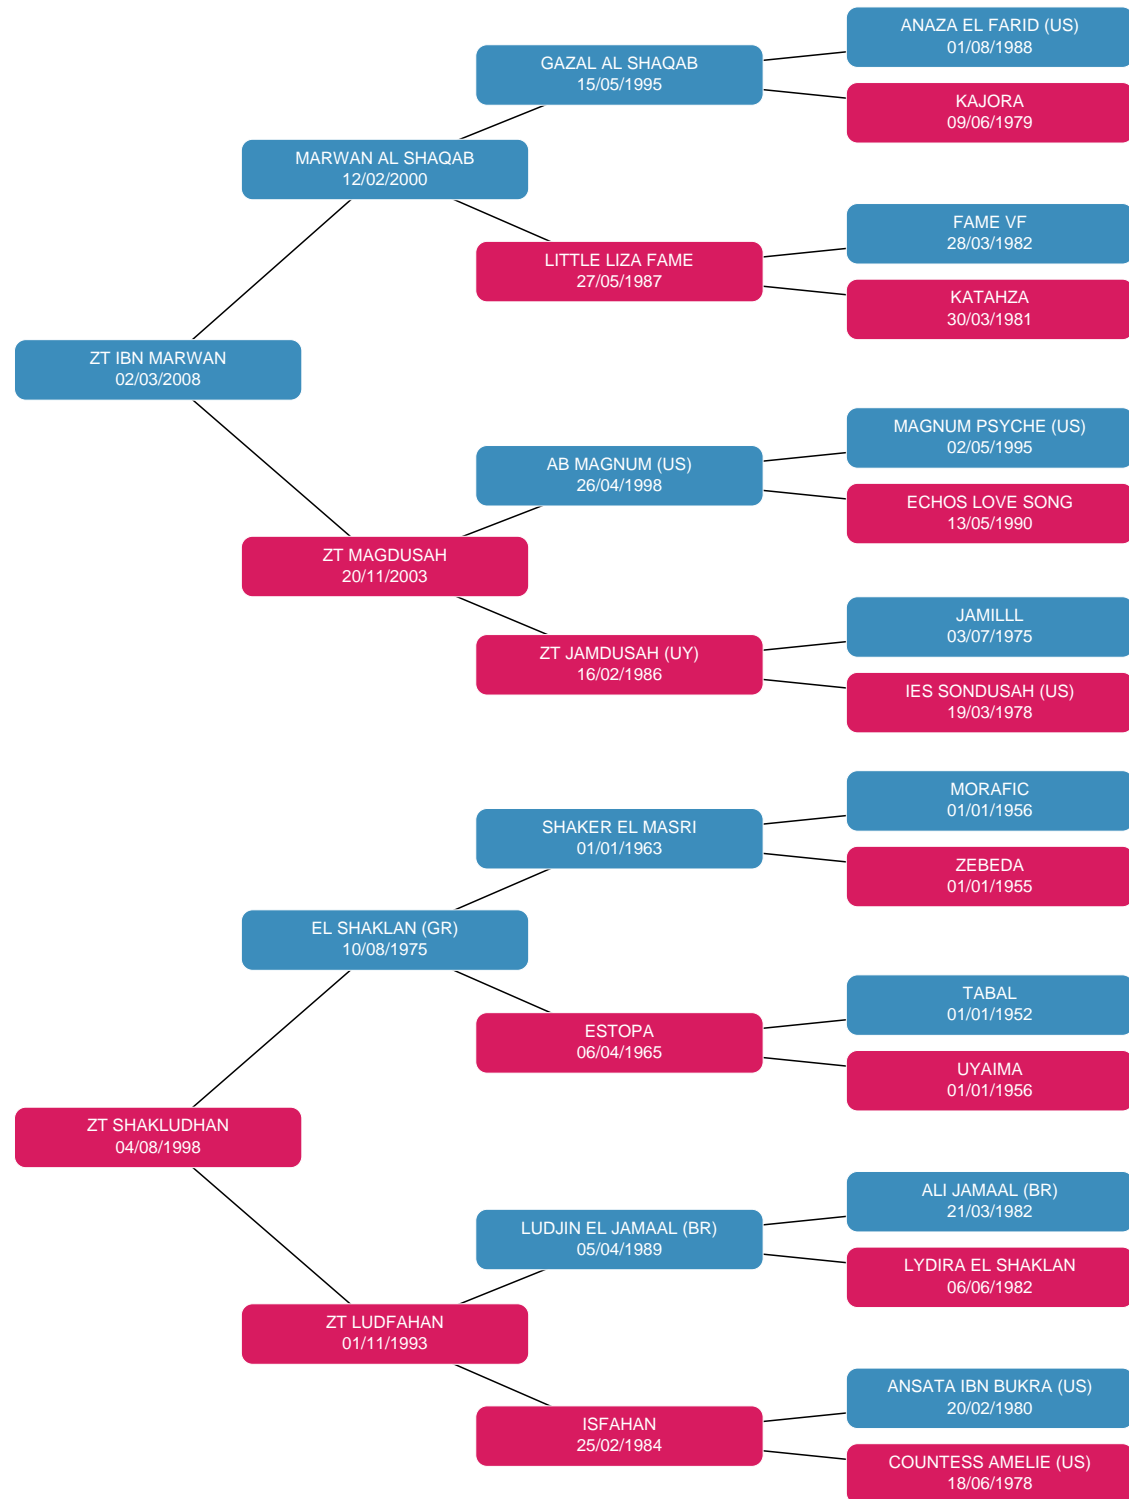 ANAZA EL FARID (US)
01/08/1988
GAZAL AL SHAQAB
15/05/1995
KAJORA
09/06/1979
MARWAN AL SHAQAB
12/02/2000
FAME VF
28/03/1982
LITTLE LIZA FAME
27/05/1987
KATAHZA
30/03/1981
ZT IBN MARWAN
02/03/2008
MAGNUM PSYCHE (US)
02/05/1995
AB MAGNUM (US)
26/04/1998
ECHOS LOVE SONG
13/05/1990
ZT MAGDUSAH
20/11/2003
JAMILLL
03/07/1975
ZT JAMDUSAH (UY)
16/02/1986
IES SONDUSAH (US)
19/03/1978
MORAFIC
01/01/1956
SHAKER EL MASRI
01/01/1963
ZEBEDA
01/01/1955
EL SHAKLAN (GR)
10/08/1975
TABAL
01/01/1952
ESTOPA
06/04/1965
UYAIMA
01/01/1956
ZT SHAKLUDHAN
04/08/1998
ALI JAMAAL (BR)
21/03/1982
LUDJIN EL JAMAAL (BR)
05/04/1989
LYDIRA EL SHAKLAN
06/06/1982
ZT LUDFAHAN
01/11/1993
ANSATA IBN BUKRA (US)
20/02/1980
ISFAHAN
25/02/1984
COUNTESS AMELIE (US)
18/06/1978